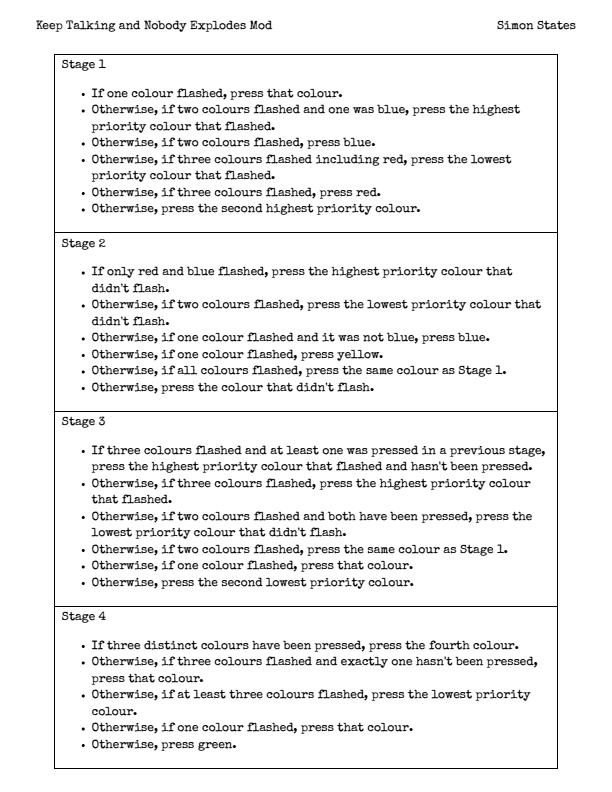 Keep Talking and Nobody Explodes Mod Simon States
Stage 1
• If one colour flashed, press that colour.
• Otherwise, if two colours flashed and one was blue, press the highest
priority colour that flashed.
• Otherwise, if two colours flashed, press blue.
• Otherwise, if three colours flashed including red, press the lowest
priority colour that flashed.
• Otherwise, if three colours flashed, press red.
• Otherwise, press the second highest priority colour.
Stage 2
• If only red and blue flashed, press the highest priority colour that
didn't flash.
• Otherwise, if two colours flashed, press the lowest priority colour that
didn't flash.
• Otherwise, if one colour flashed and it was not blue, press blue.
• Otherwise, if one colour flashed, press yellow.
• Otherwise, if all colours flashed, press the same colour as Stage 1.
• Otherwise, press the colour that didn't flash.
Stage 3
• If three colours flashed and at least one was pressed in a previous stage,
press the highest priority colour that flashed and hasn't been pressed.
• Otherwise, if three colours flashed, press the highest priority colour
that flashed.
• Otherwise, if two colours flashed and both have been pressed, press the
lowest priority colour that didn't flash.
• Otherwise, if two colours flashed, press the same colour as Stage 1.
• Otherwise, if one colour flashed, press that colour.
• Otherwise, press the second lowest priority colour.
Stage 4
• If three distinct colours have been pressed, press the fourth colour.
• Otherwise, if three colours flashed and exactly one hasn't been pressed,
press that colour.
• Otherwise, if at least three colours flashed, press the lowest priority
colour.
• Otherwise, if one colour flashed, press that colour.
• Otherwise, press green.